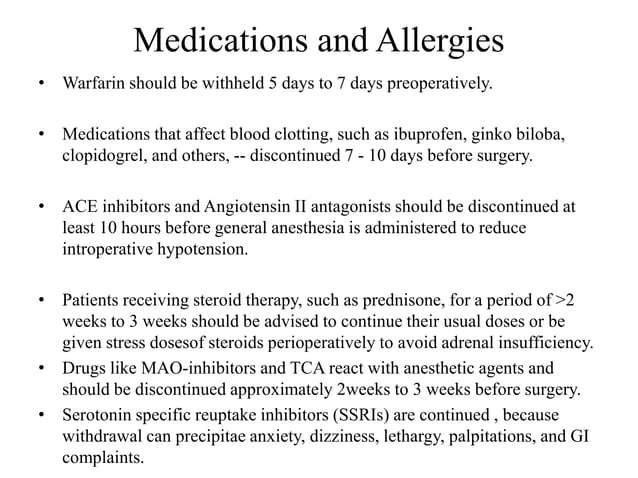 Medications and Allergies
• Warfarin should be withheld 5 days to 7 days preoperatively.
• Medications that affect blood clotting, such as ibuprofen, ginko biloba,
clopidogrel, and others, -- discontinued 7 - 10 days before surgery.
• ACE inhibitors and Angiotensin II antagonists should be discontinued at
least 10 hours before general anesthesia is administered to reduce
introperative hypotension.
• Patients receiving steroid therapy, such as prednisone, for a period of >2
weeks to 3 weeks should be advised to continue their usual doses or be
given stress dosesof steroids perioperatively to avoid adrenal insufficiency.
• Drugs like MAO-inhibitors and TCA react with anesthetic agents and
should be discontinued approximately 2weeks to 3 weeks before surgery.
• Serotonin specific reuptake inhibitors (SSRIs) are continued , because
withdrawal can precipitae anxiety, dizziness, lethargy, palpitations, and GI
complaints.